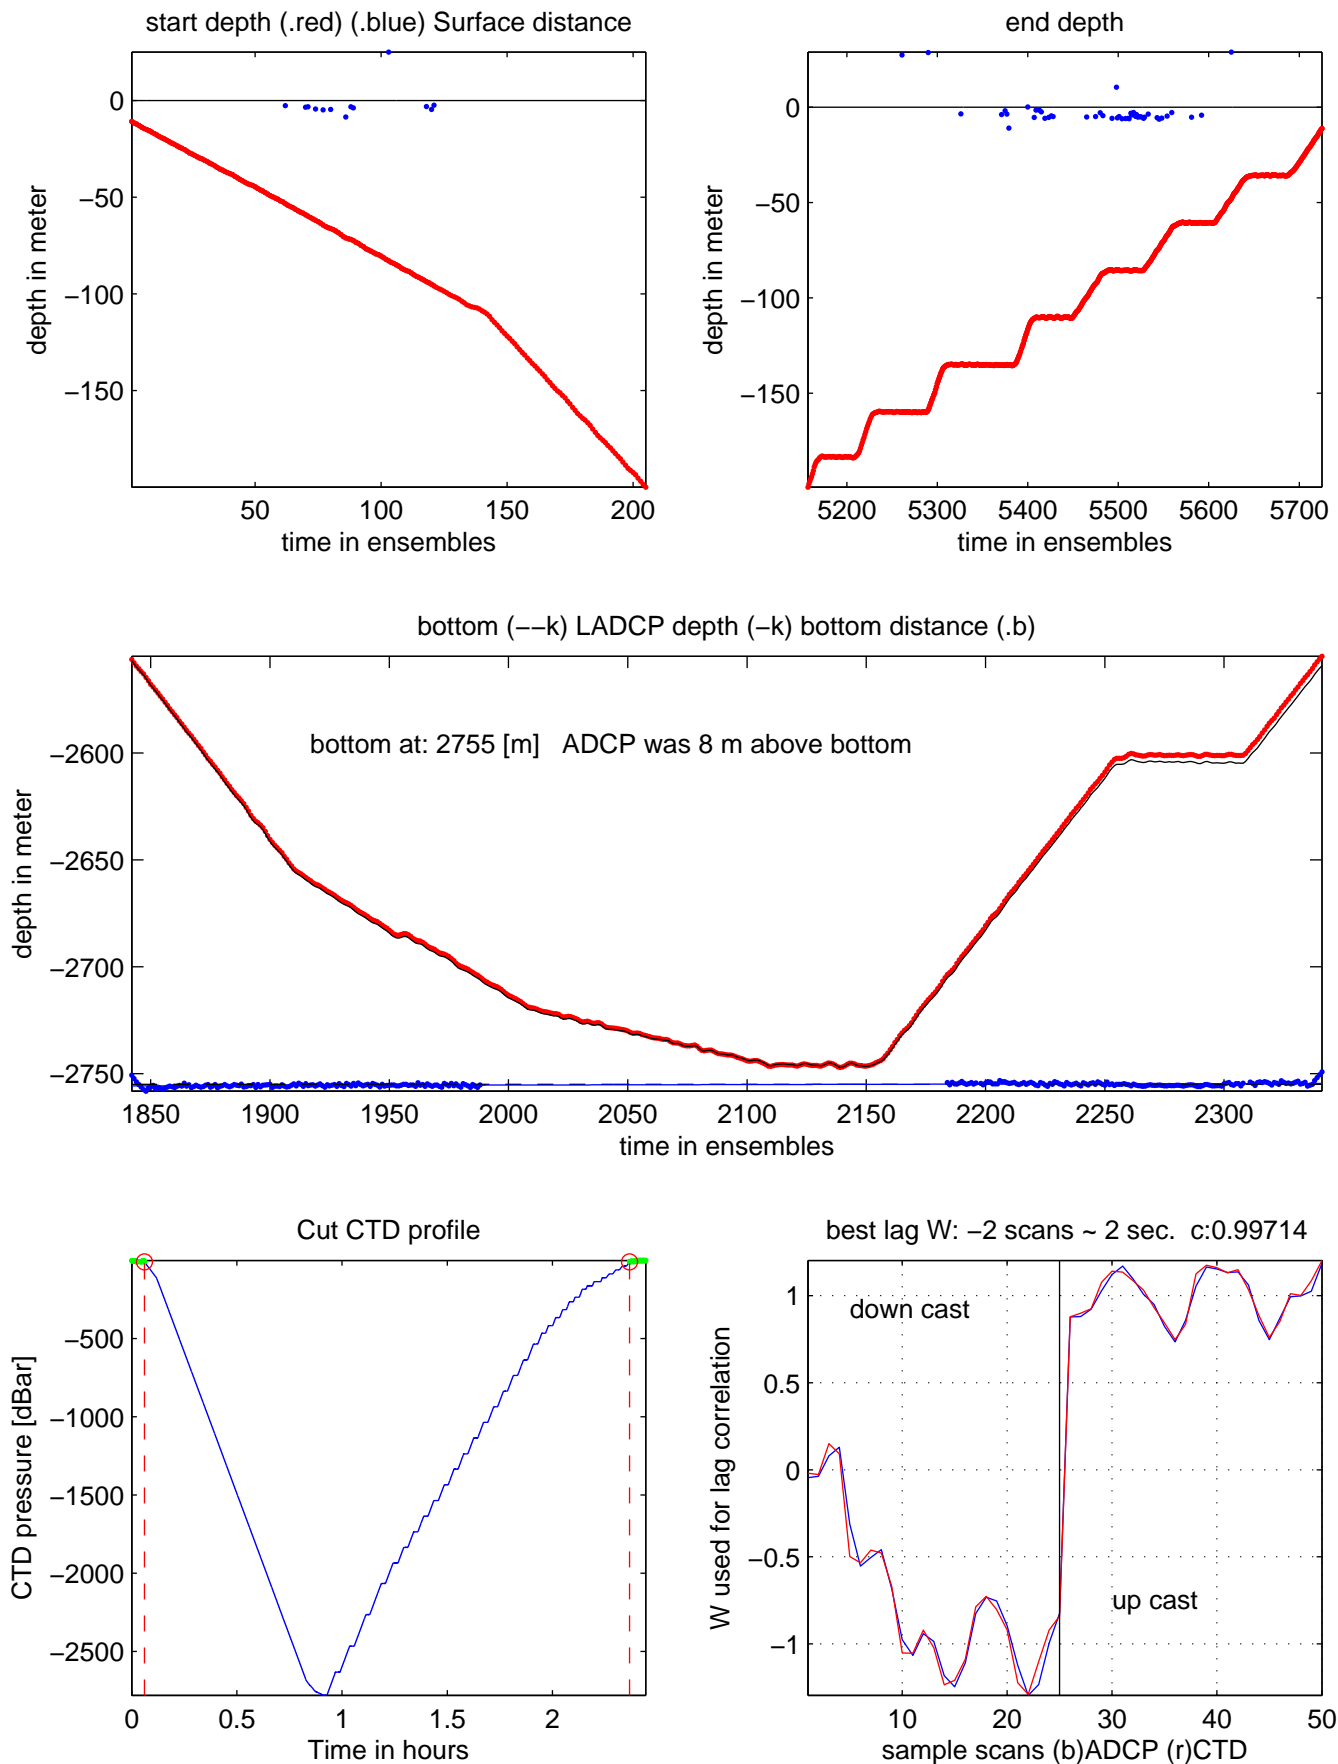 start depth (.red) (.blue) Surface distance
0
−50
−100
−150
depth in meter
50
100
150
200
time in ensembles
end depth
0
−50
−100
−150
depth in meter
5200
5300
5400
5500
5600
5700
time in ensembles
bottom (−−k) LADCP depth (−k) bottom distance (.b)
bottom at: 2755 [m]   ADCP was 8 m above bottom
−2600
−2650
−2700
−2750
depth in meter
1850
1900
1950
2000
2050
2100
2150
2200
2250
2300
time in ensembles
Cut CTD profile
−500
−1000
−1500
−2000
−2500
CTD pressure [dBar]
0
0.5
1
1.5
2
Time in hours
best lag W: −2 scans ~ 2 sec.  c:0.99714
down cast
up cast
1
0.5
0
−0.5
−1
W used for lag correlation
10
20
30
40
50
sample scans (b)ADCP (r)CTD